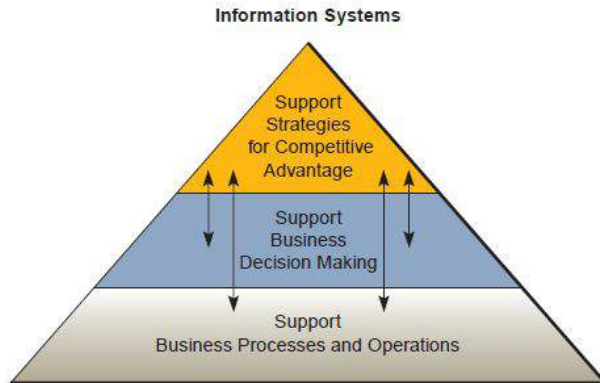 Information Systems
Support
Strategies
for Competitive
Advantage
Support
Business
Decision Making
Support
Business Processes and Operations